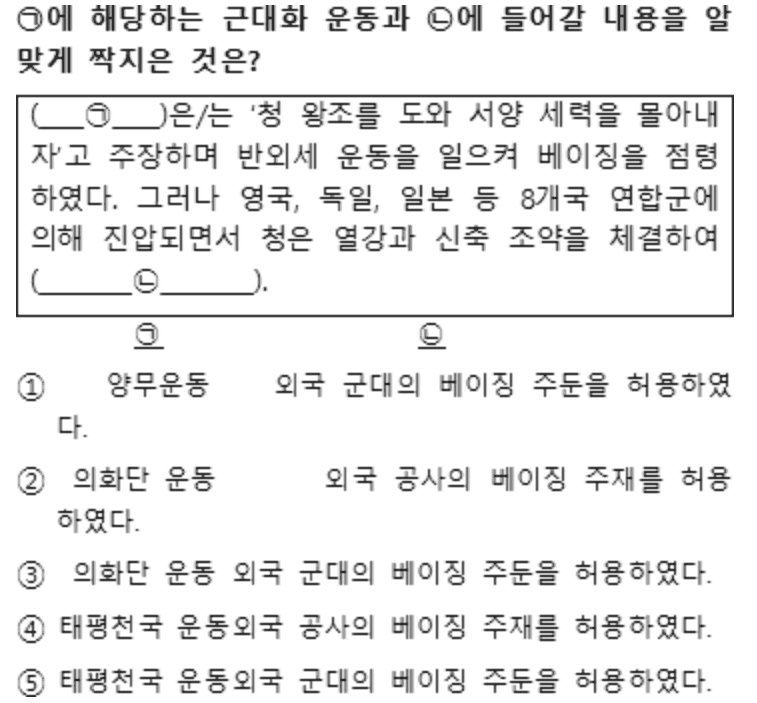 ㉠에 해당하는 근대화 운동과 ㉡에 들어갈 내용을 알
맞게 짝지은 것은?
(___㉠___)은/는 '청 왕조를 도와 서양 세력을 몰아내
자'고 주장하며 반외세 운동을 일으켜 베이징을 점령
하였다. 그러나 영국, 독일, 일본 등 8개국 연합군에
의해 진압되면서 청은 열강과 신축 조약을 체결하여
(______㉡______).
㉠ ㉡
① 양무운동 외국 군대의 베이징 주둔을 허용하였
다.
② 의화단 운동 외국 공사의 베이징 주재를 허용
하였다.
③ 의화단 운동 외국 군대의 베이징 주둔을 허용하였다.
④ 태평천국 운동외국 공사의 베이징 주재를 허용하였다.
⑤ 태평천국 운동외국 군대의 베이징 주둔을 허용하였다.